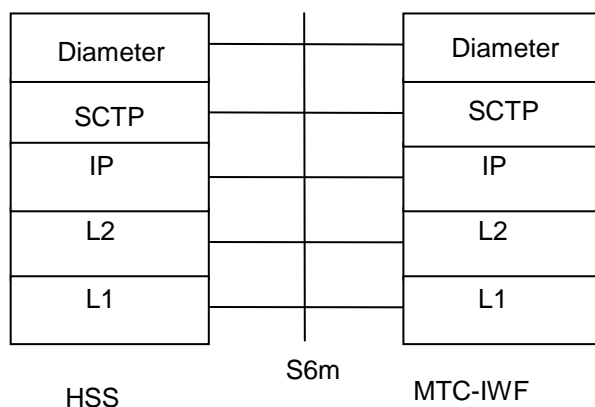 Diameter Diameter
SCTP SCTP
IP IP
L2 L2
L1 L1
S6m
HSS MTC-IWF